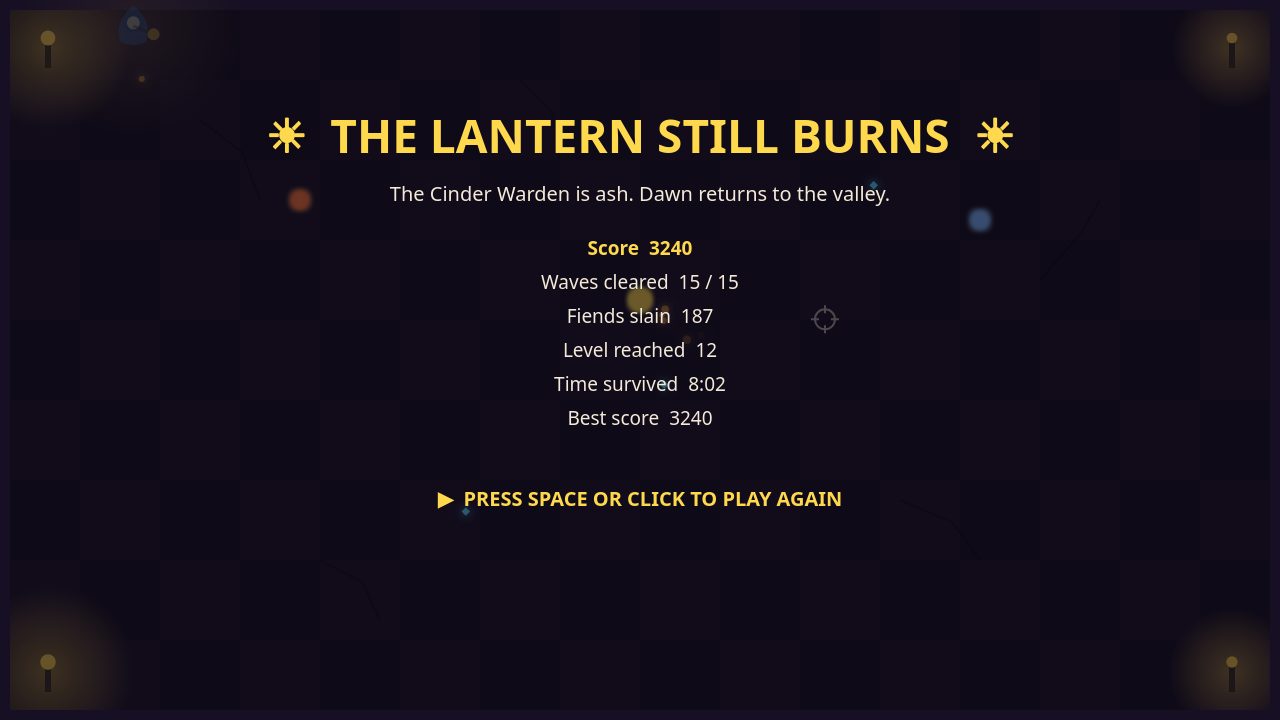 ☀ THE LANTERN STILL BURNS ☀
The Cinder Warden is ash. Dawn returns to the valley.
Score 3240
Waves cleared 15 / 15
Fiends slain 187
Level reached 12
Time survived 8:02
Best score 3240
▶ PRESS SPACE OR CLICK TO PLAY AGAIN